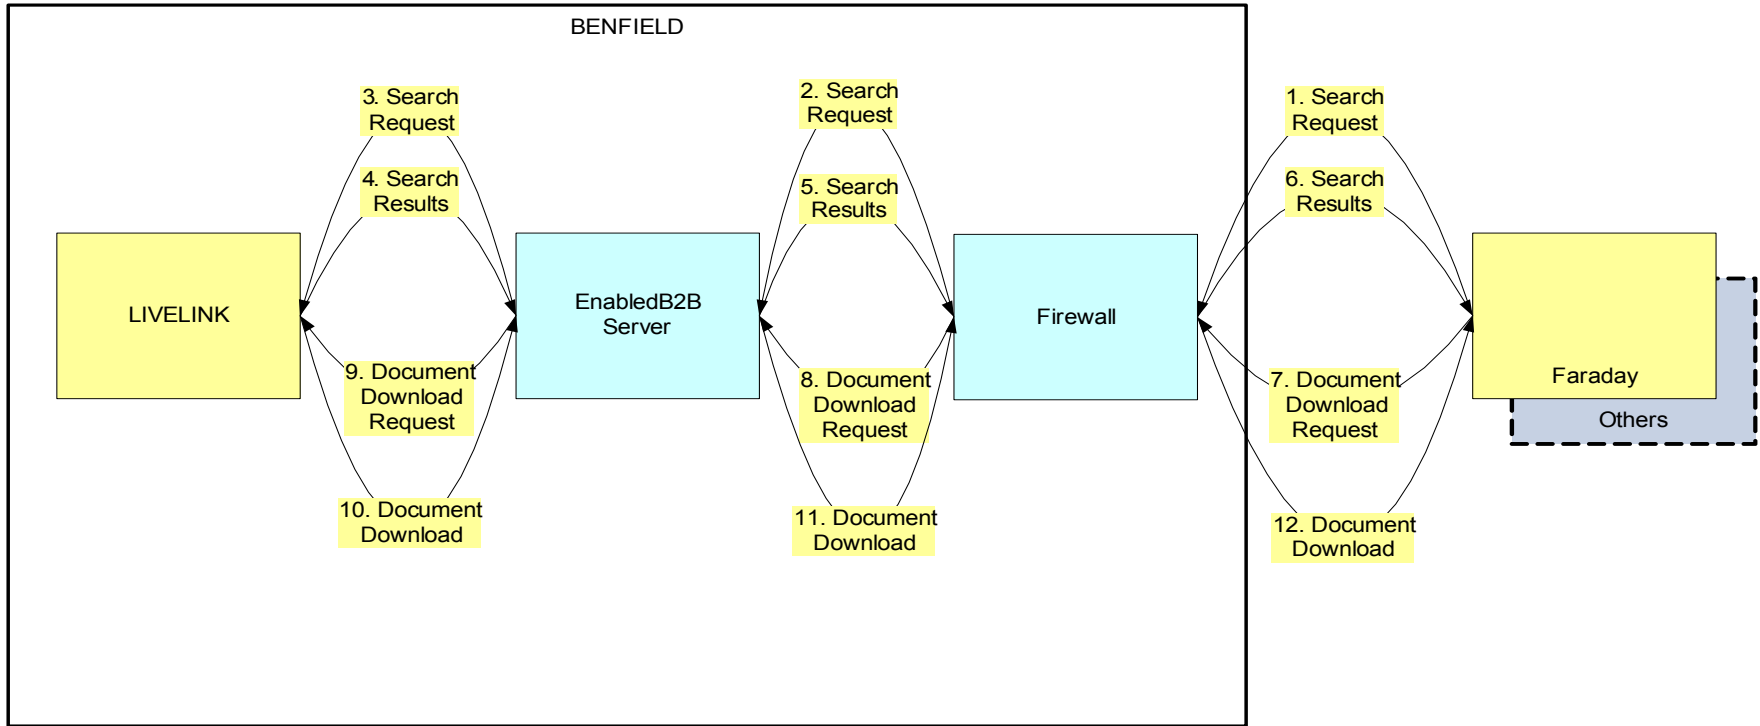 BENFIELD
3. Search
Request
2. Search
Request
1. Search
Request
4. Search
Results
5. Search
Results
6. Search
Results
LIVELINK
EnabledB2B
Server
Firewall
Faraday
Others
9. Document
Download
Request
8. Document
Download
Request
7. Document
Download
Request
10. Document
Download
11. Document
Download
12. Document
Download